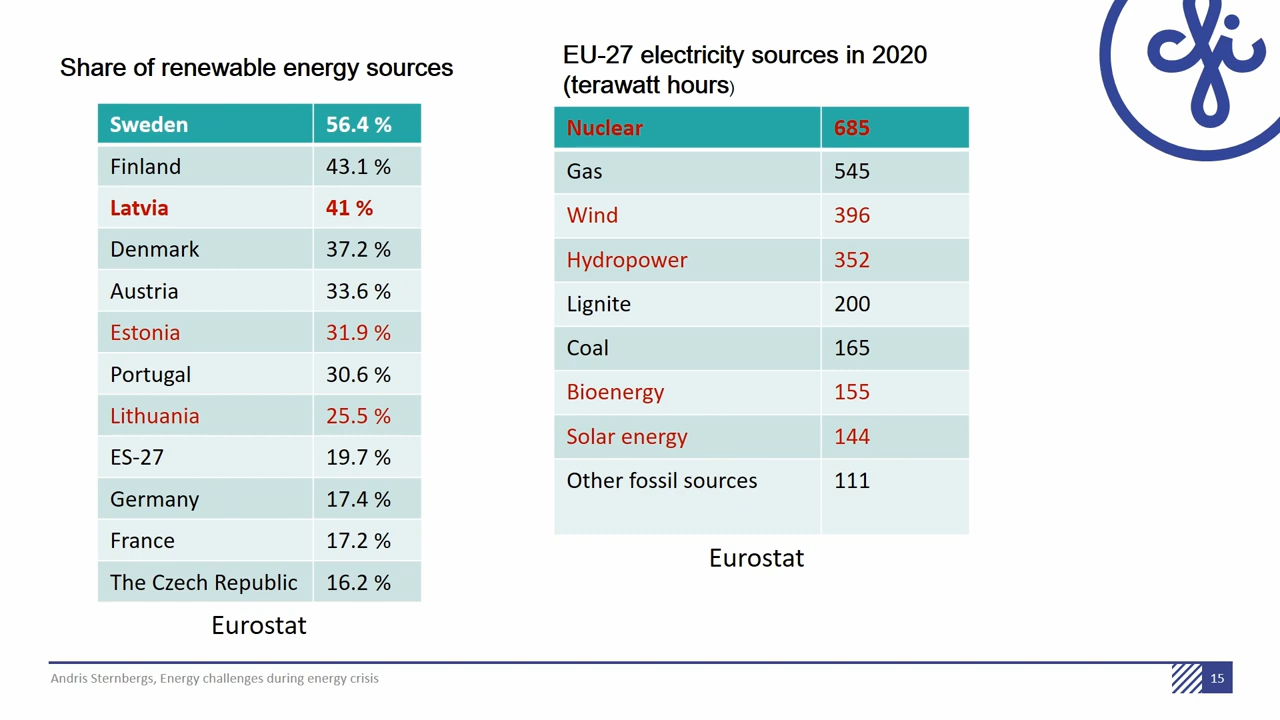 Share of renewable energy sources
Sweden 56.4 %
Finland 43.1 %
Latvia 41 %
Denmark 37.2 %
Austria 33.6 %
Estonia 31.9 %
Portugal 30.6 %
Lithuania 25.5 %
ES-27 19.7 %
Germany 17.4 %
France 17.2 %
The Czech Republic 16.2 %
Eurostat
EU-27 electricity sources in 2020
(terawatt hours)
Nuclear 685
Gas 545
Wind 396
Hydropower 352
Lignite 200
Coal 165
Bioenergy 155
Solar energy 144
Other fossil sources 111
Eurostat
Andris Sternbergs, Energy challenges during energy crisis
15